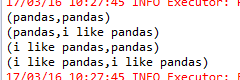 17/03/16 10:27:45 INFO Executor:
(pandas,pandas)
(pandas,i like pandas)
(i like pandas,pandas)
(i like pandas,i like pandas)
17/03/16 10:27:45 INFO Executor: